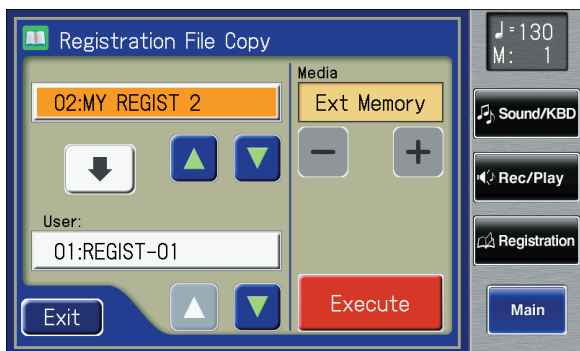 Registration File Copy
02:MY REGIST 2
User:
01:REGIST-01
Exit
Media
Ext Memory
− +
Execute
♩=130
M: 1
Sound/KBD
Rec/Play
Registration
Main